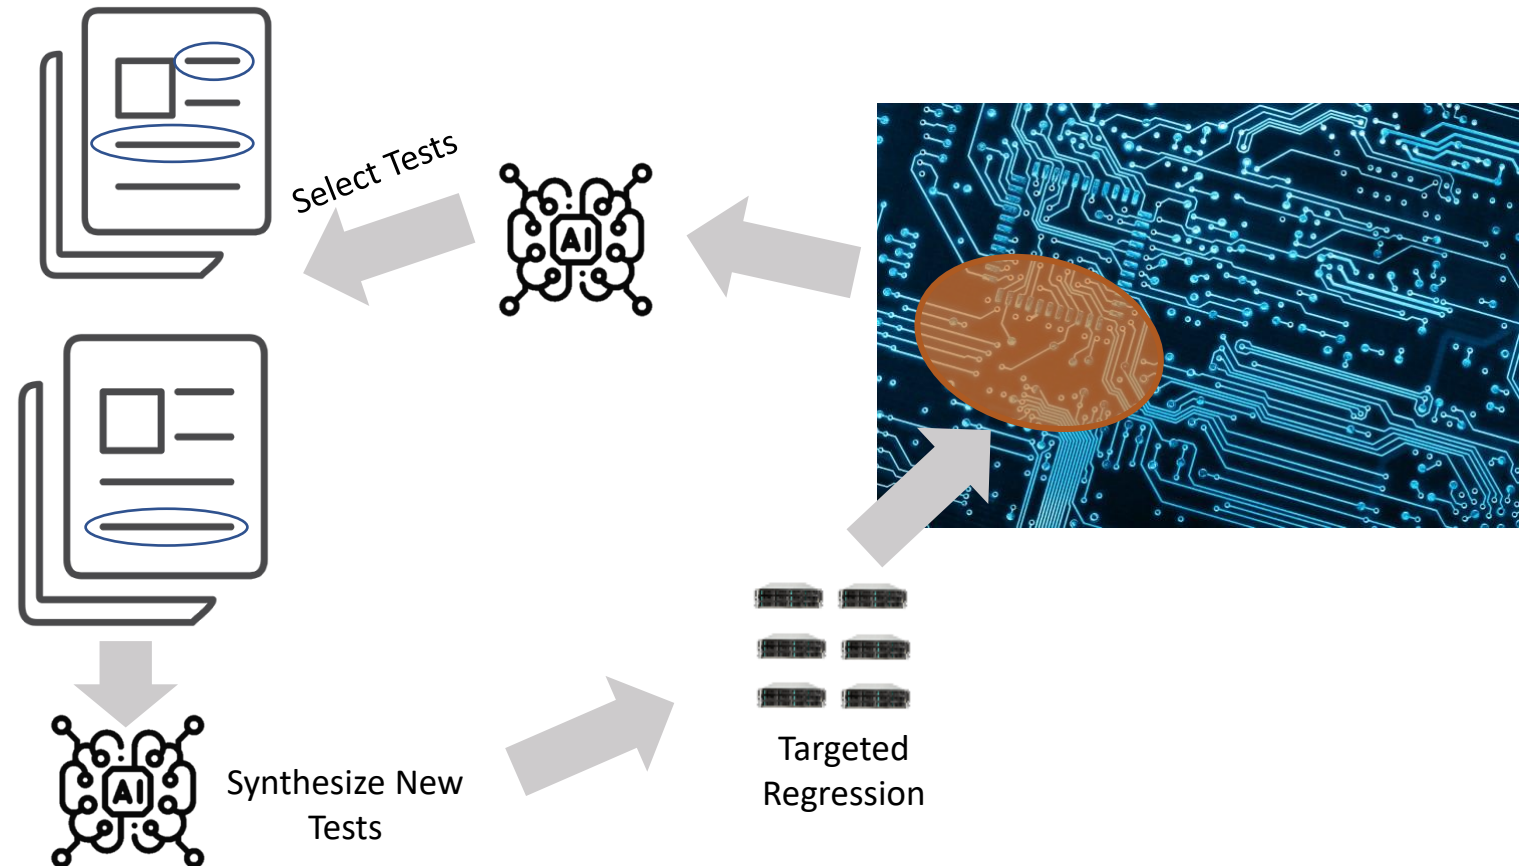 Select Tests
AI
AI
Synthesize New
Tests
Targeted
Regression